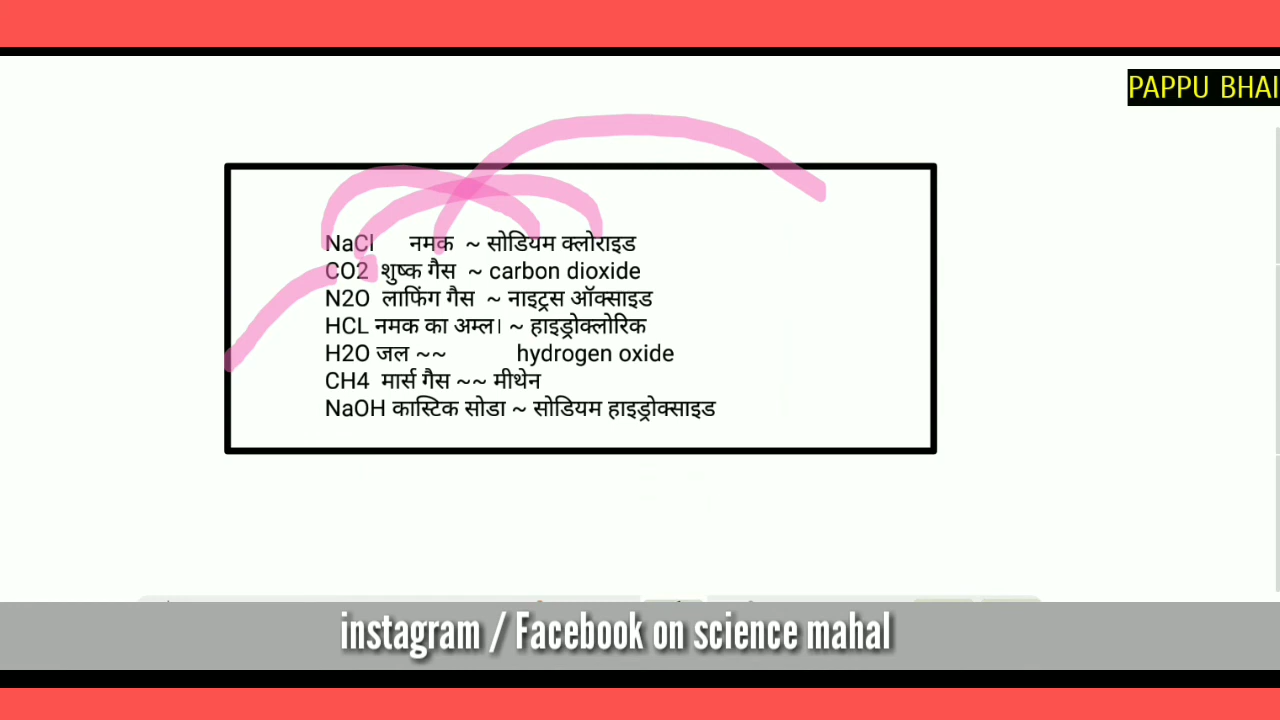 PAPPU BHAI
NaCl नमक ~ सोडियम क्लोराइड
CO2 शुष्क गैस ~ carbon dioxide
N2O लाफिंग गैस ~ नाइट्रस ऑक्साइड
HCL नमक का अम्ल। ~ हाइड्रोक्लोरिक
H2O जल ~~ hydrogen oxide
CH4 मार्स गैस ~~ मीथेन
NaOH कास्टिक सोडा ~ सोडियम हाइड्रोक्साइड
instagram / Facebook on science mahal